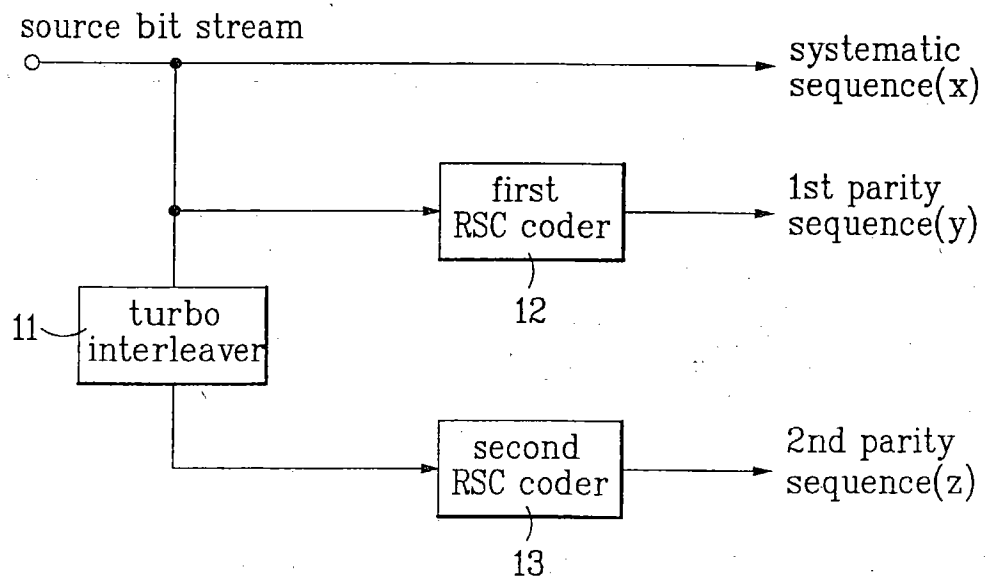 source bit stream
systematic
sequence(x)
first
RSC coder
1st parity
sequence(y)
12
11
turbo
interleaver
second
RSC coder
2nd parity
sequence(z)
13